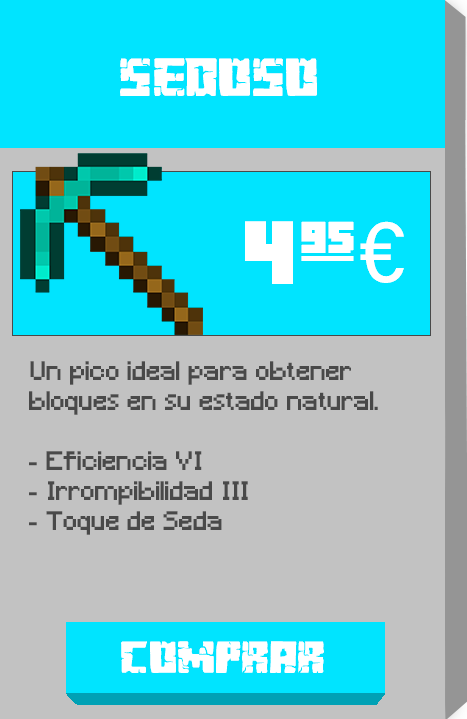 SEDOSO
4.95€
Un pico ideal para obtener
bloques en su estado natural.
- Eficiencia VI
- Irrompibilidad III
- Toque de Seda
COMPRAR